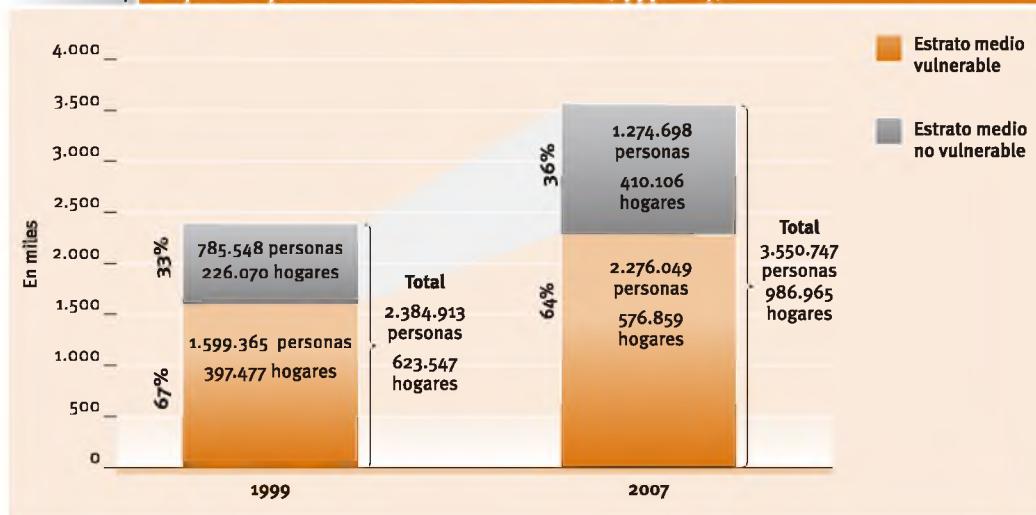 En miles
4.000
3.500
3.000
2.500
2.000
1.500
1.000
500
0
33%
785.548 personas
226.070 hogares
67%
1.599.365 personas
397.477 hogares
Total
2.384.913
personas
623.547
hogares
1999
36%
1.274.698
personas
410.106
hogares
64%
2.276.049
personas
576.859
hogares
Total
3.550.747
personas
986.965
hogares
2007
Estrato medio
vulnerable
Estrato medio
no vulnerable